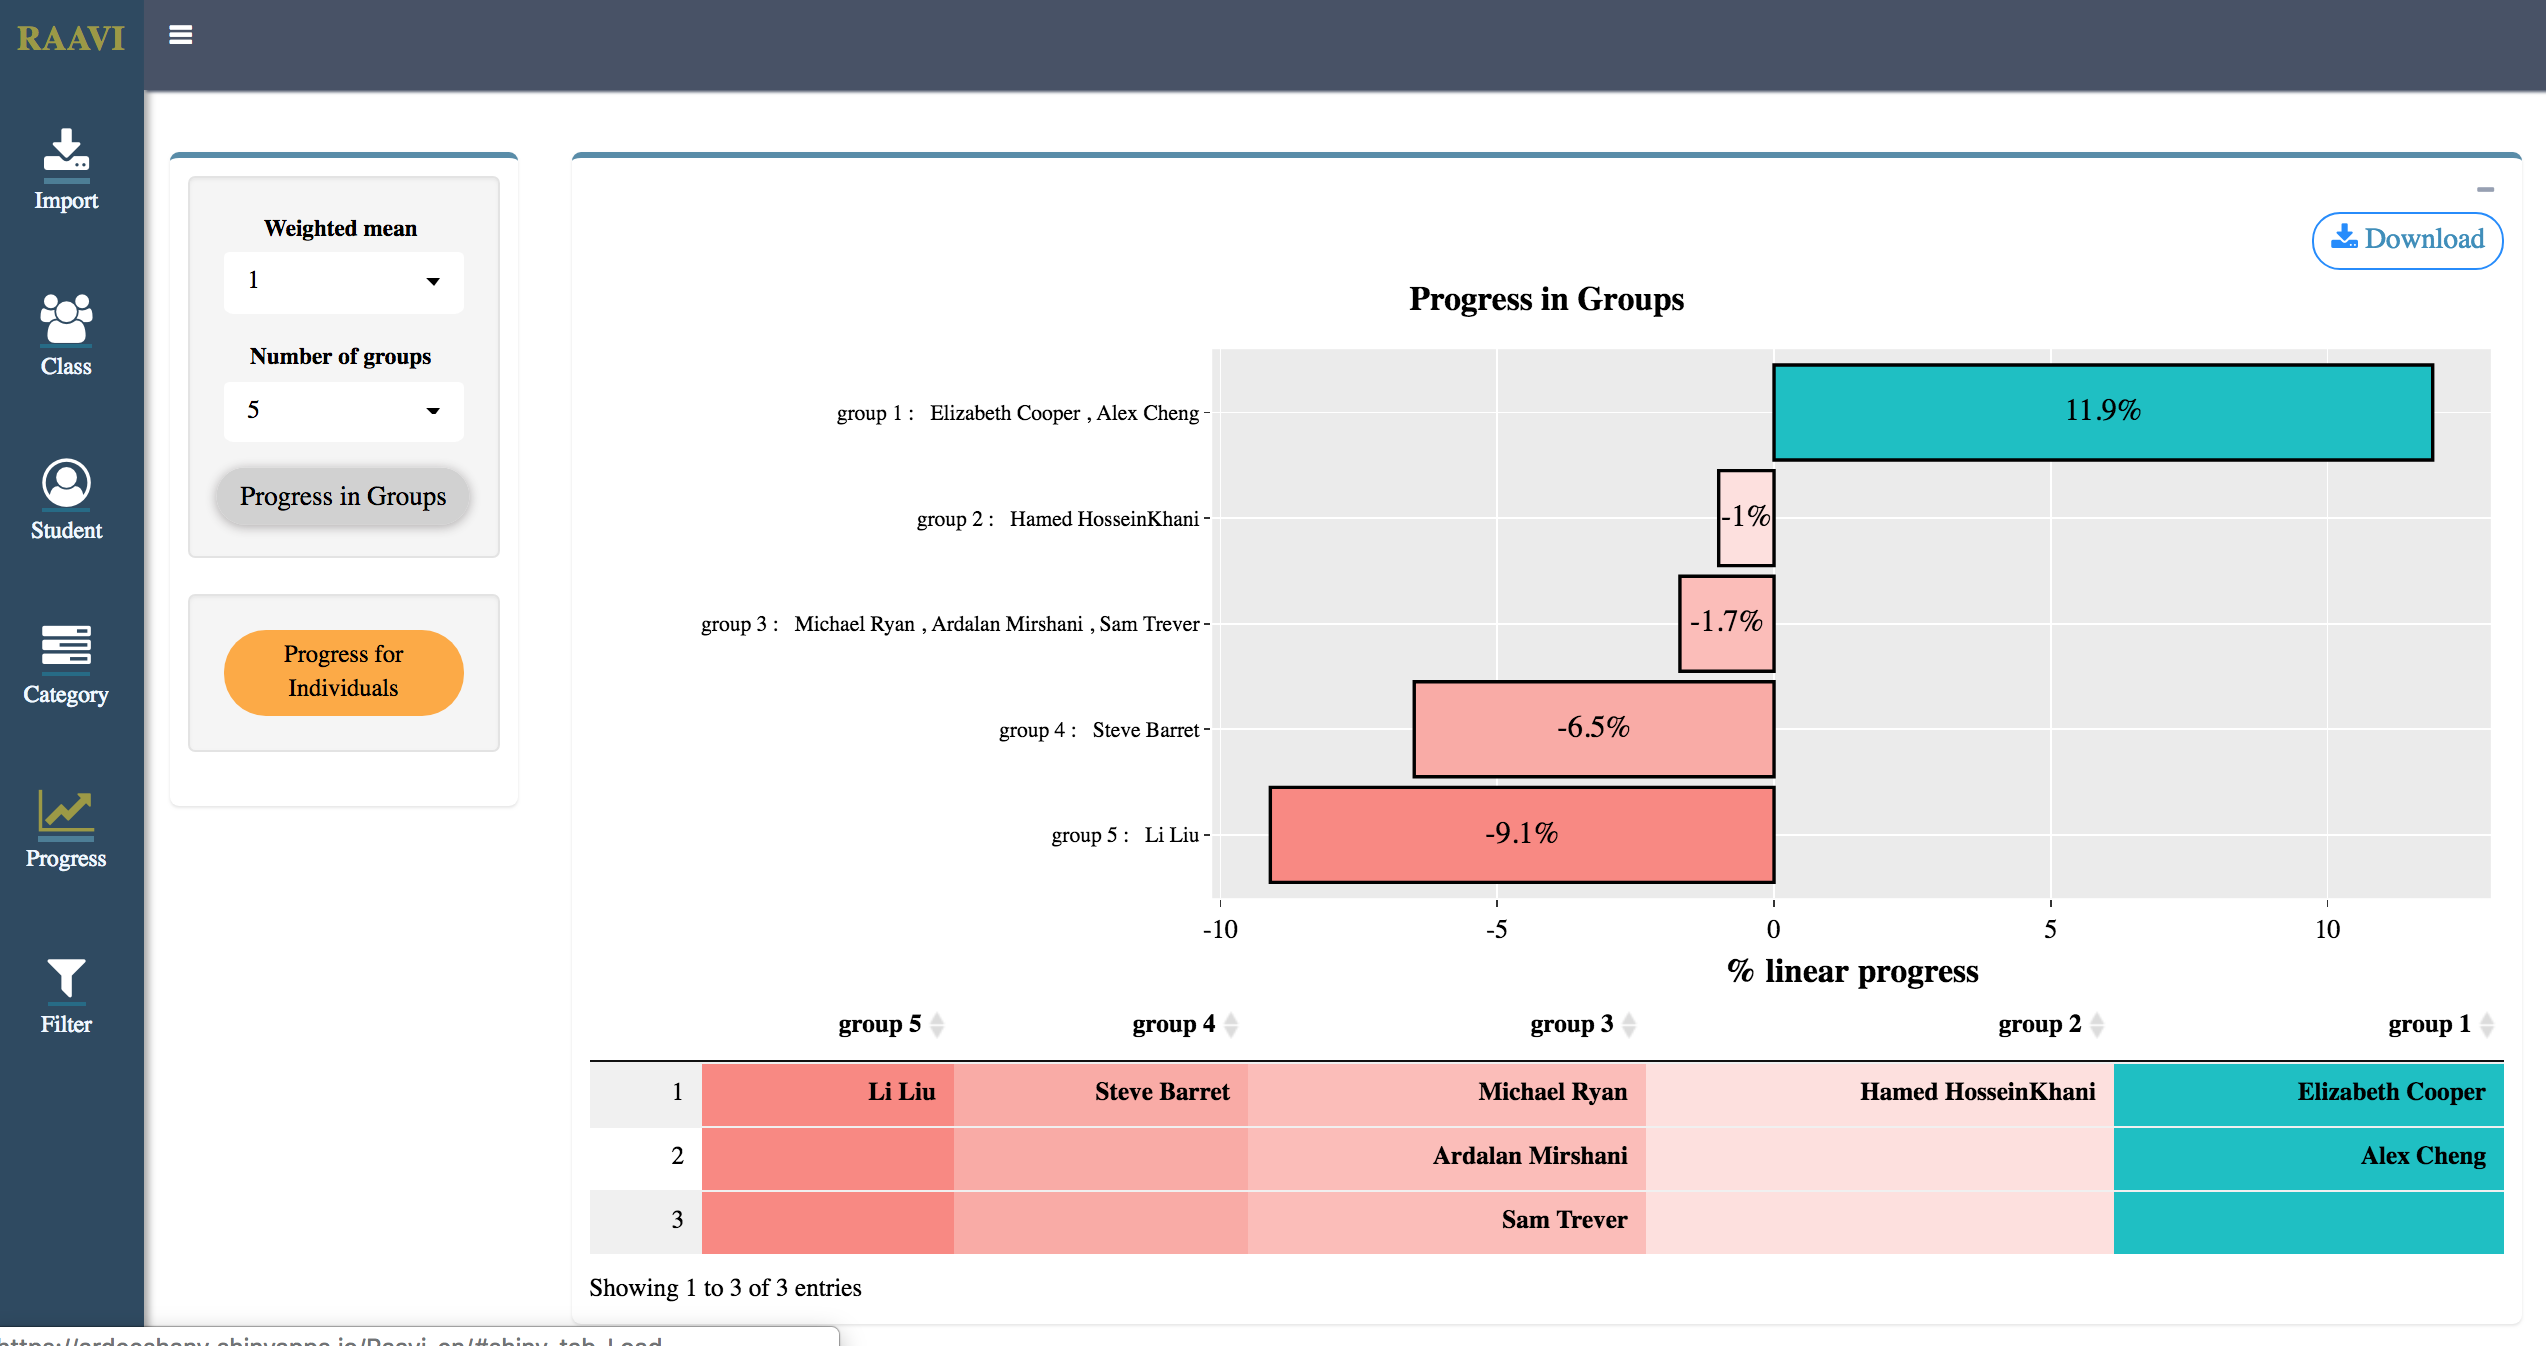 RAAVI
Import
Class
Student
Category
Progress
Filter
Weighted mean
1
Number of groups
5
Progress in Groups
Progress for
Individuals
Download
Progress in Groups
group 1 : Elizabeth Cooper , Alex Cheng
11.9%
group 2 : Hamed HosseinKhani
-1%
group 3 : Michael Ryan , Ardalan Mirshani , Sam Trever
-1.7%
group 4 : Steve Barret
-6.5%
group 5 : Li Liu
-9.1%
-10 -5 0 5 10
% linear progress
group 5 group 4 group 3 group 2 group 1
1 Li Liu Steve Barret Michael Ryan Hamed HosseinKhani Elizabeth Cooper
2 Ardalan Mirshani Alex Cheng
3 Sam Trever
Showing 1 to 3 of 3 entries